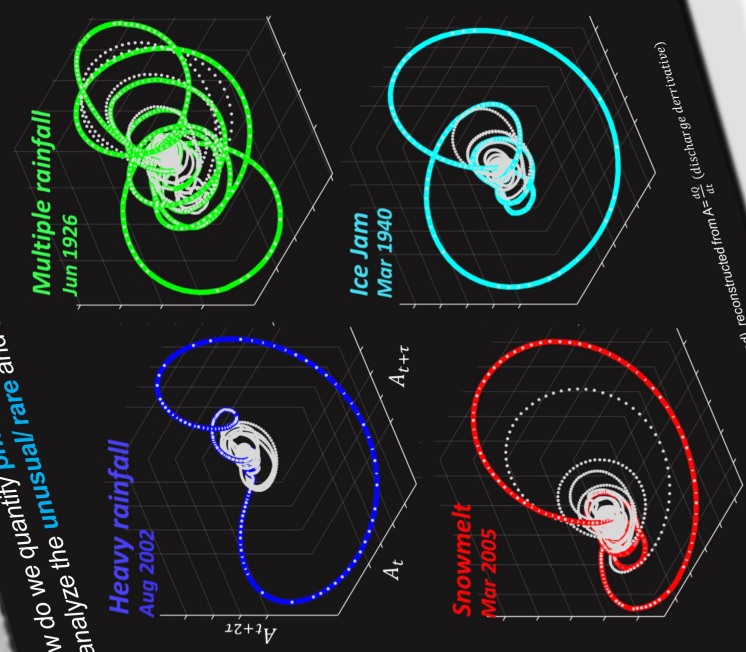 w do we quantify
and
analyze the unusual/ rare
Heavy rainfall
Aug 2002
Multiple rainfall
Jun 1926
A_{t+2τ}
A_t
A_{t+τ}
Snowmelt
Mar 2005
Ice Jam
Mar 1940
reconstructed from A = dQ/dt (discharge derrivative)